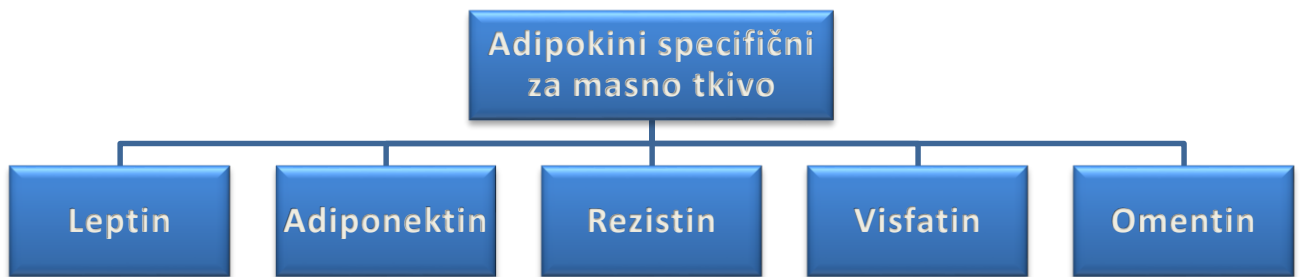 Adipokini specifični
za masno tkivo
Leptin
Adiponektin
Rezistin
Visfatin
Omentin